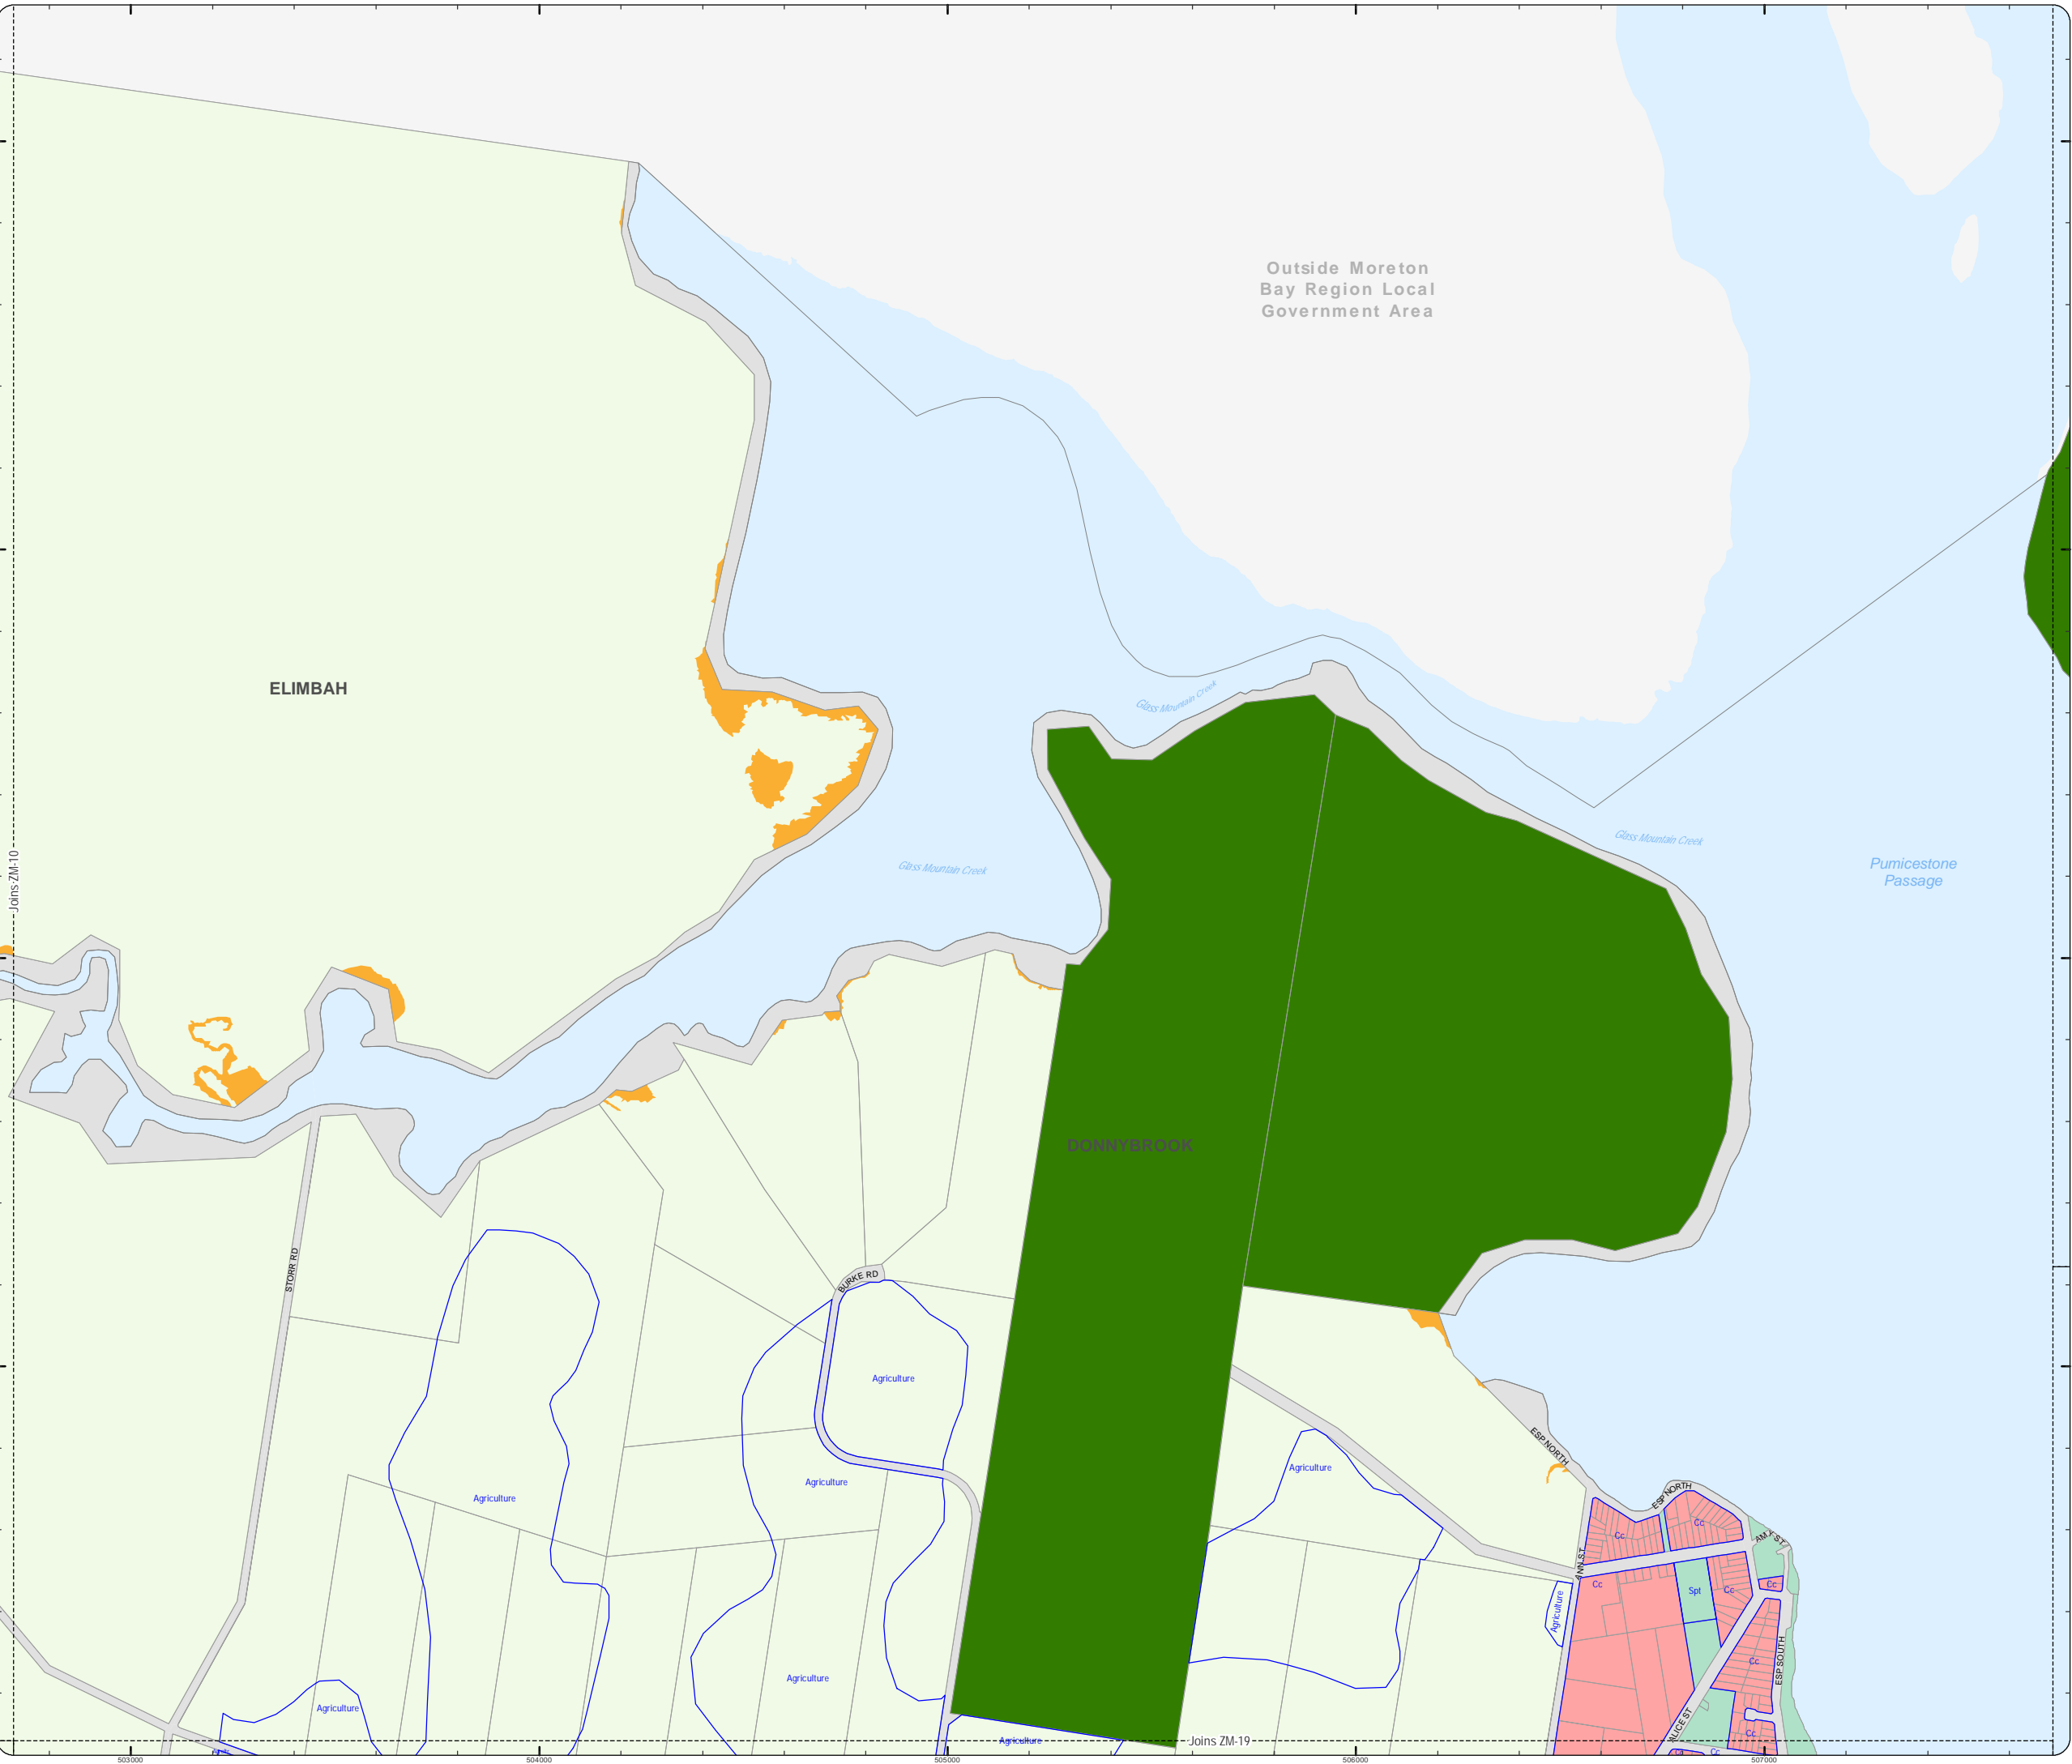 Outside Moreton
Bay Region Local
Government Area
ELIMBAH
Glass Mountain Creek
Glass Mountain Creek
Glass Mountain Creek
Pumicestone
Passage
Joins ZM-10
DONNYBROOK
STORR RD
BURKE RD
Agriculture
Agriculture
Agriculture
Agriculture
ESP NORTH
ESP NORTH
Cc
Cc
ANN ST
Cc
Spt
Cc
Cc
Agriculture
Cc
ESP SOUTH
Agriculture
Agriculture
ALICE ST
Cc
Agriculture
Joins ZM-19
Cc
Cc
503000
504000
505000
506000
507000